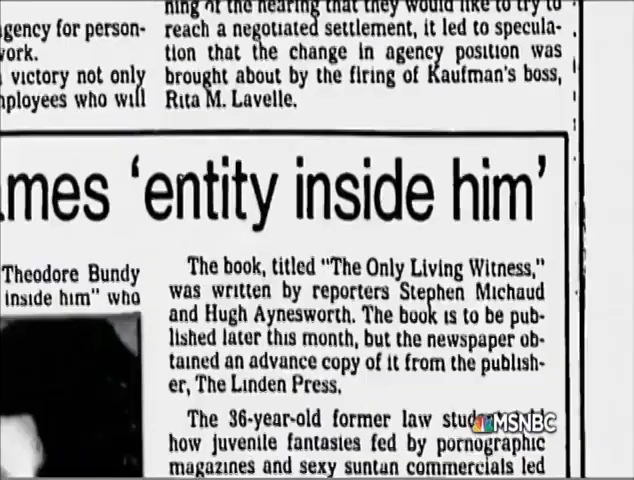 ning of the hearing that they would like to try to
gency for person-
work.
victory not only
mployees who will
reach a negotiated settlement, it led to specula-
tion that the change in agency position was
brought about by the firing of Kaufman's boss,
Rita M. Lavelle.
mes 'entity inside him'
Theodore Bundy
inside him" who
The book, titled "The Only Living Witness,"
was written by reporters Stephen Michaud
and Hugh Aynesworth. The book is to be pub-
lished later this month, but the newspaper ob-
tained an advance copy of it from the publish-
er, The Linden Press.
The 36-year-old former law
how juvenile fantasies fed by pornographic
magazines and sexy suntan commercials led
MSNBC